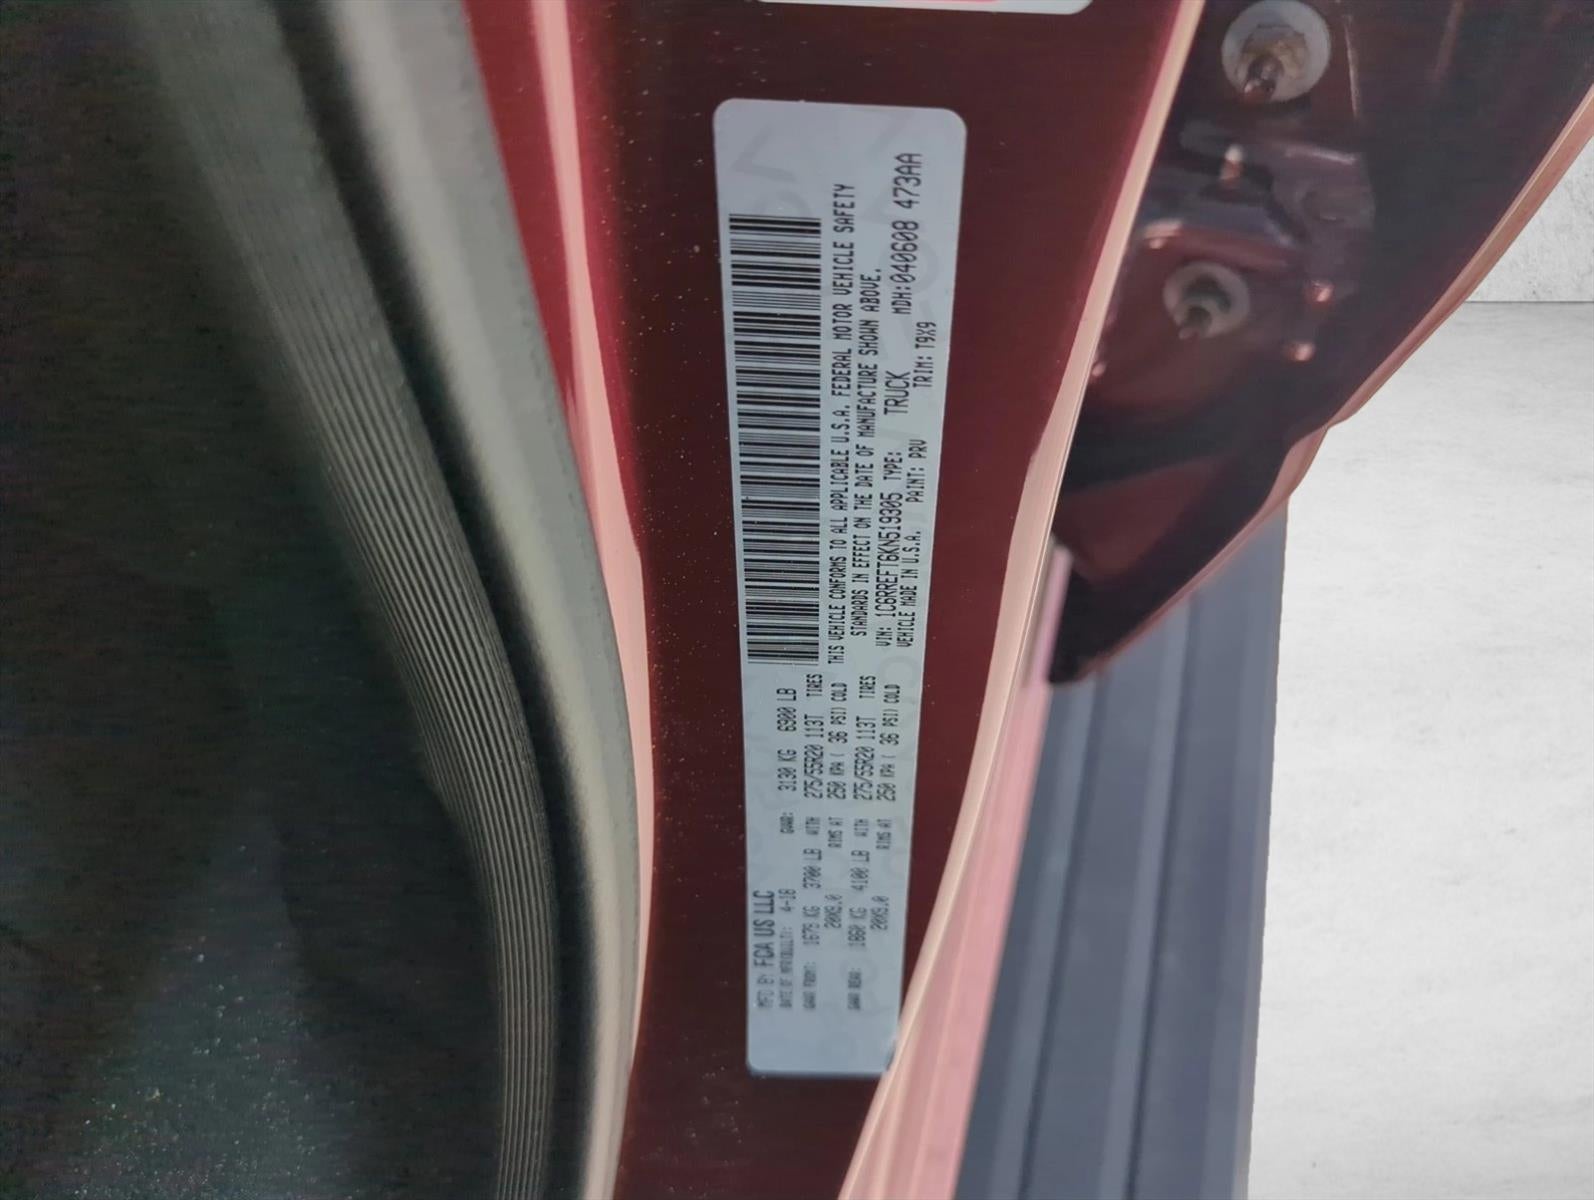 MFD BY: FCA US LLC
DATE OF MFR(BUILT): 4-18 GVWR: 3130 KG 6900 LB
GAWR FRONT: 1675 KG 3700 LB WITH 275/55R20 113T TIRES
20X9.0 RIMS AT 250 KPA ( 36 PSI) COLD
GAWR REAR: 1860 KG 4100 LB WITH 275/55R20 113T TIRES
20X9.0 RIMS AT 250 KPA ( 36 PSI) COLD
THIS VEHICLE CONFORMS TO ALL APPLICABLE U.S.A. FEDERAL MOTOR VEHICLE SAFETY
STANDARDS IN EFFECT ON THE DATE OF MANUFACTURE SHOWN ABOVE.
VIN: 1C6RREFT6KN519305 TYPE: TRUCK MDH:040608 473AA
VEHICLE MADE IN U.S.A. PAINT: PRV TRIM: T9X9